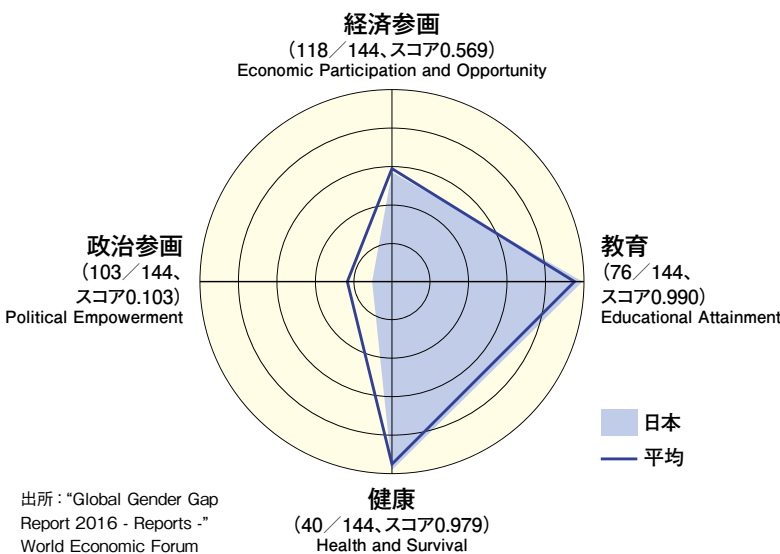 経済参画
（118／144、スコア0.569）
Economic Participation and Opportunity
政治参画
（103／144、
スコア0.103）
Political Empowerment
教育
（76／144、
スコア0.990）
Educational Attainment
日本
平均
健康
（40／144、スコア0.979）
Health and Survival
出所：“Global Gender Gap
Report 2016 - Reports -”
World Economic Forum